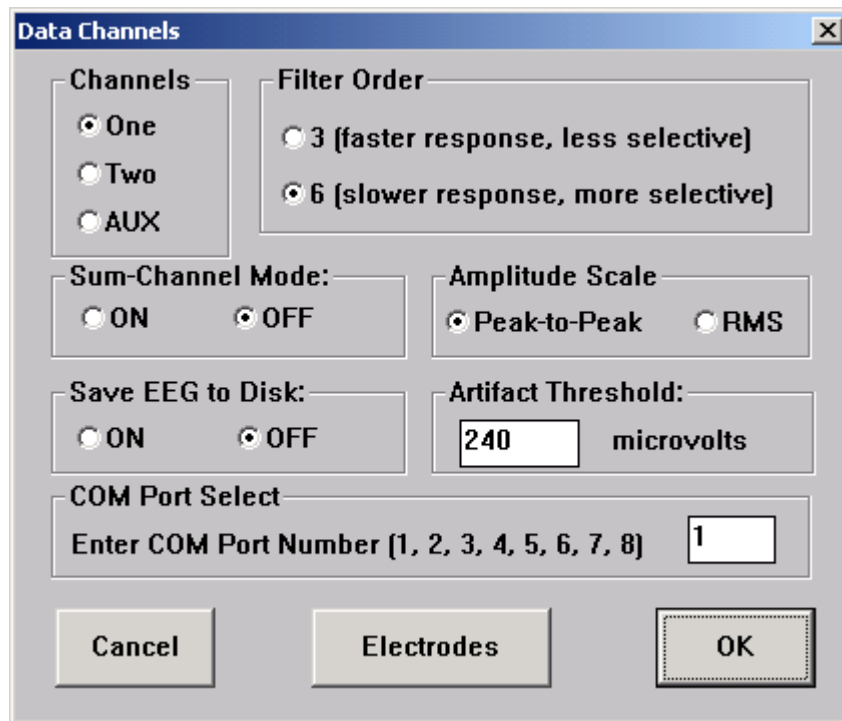 Data Channels
Channels
One
Two
AUX
Filter Order
3 (faster response, less selective)
6 (slower response, more selective)
Sum-Channel Mode:
ON OFF
Amplitude Scale
Peak-to-Peak RMS
Save EEG to Disk:
ON OFF
Artifact Threshold:
240 microvolts
COM Port Select
Enter COM Port Number (1, 2, 3, 4, 5, 6, 7, 8) 1
Cancel Electrodes OK